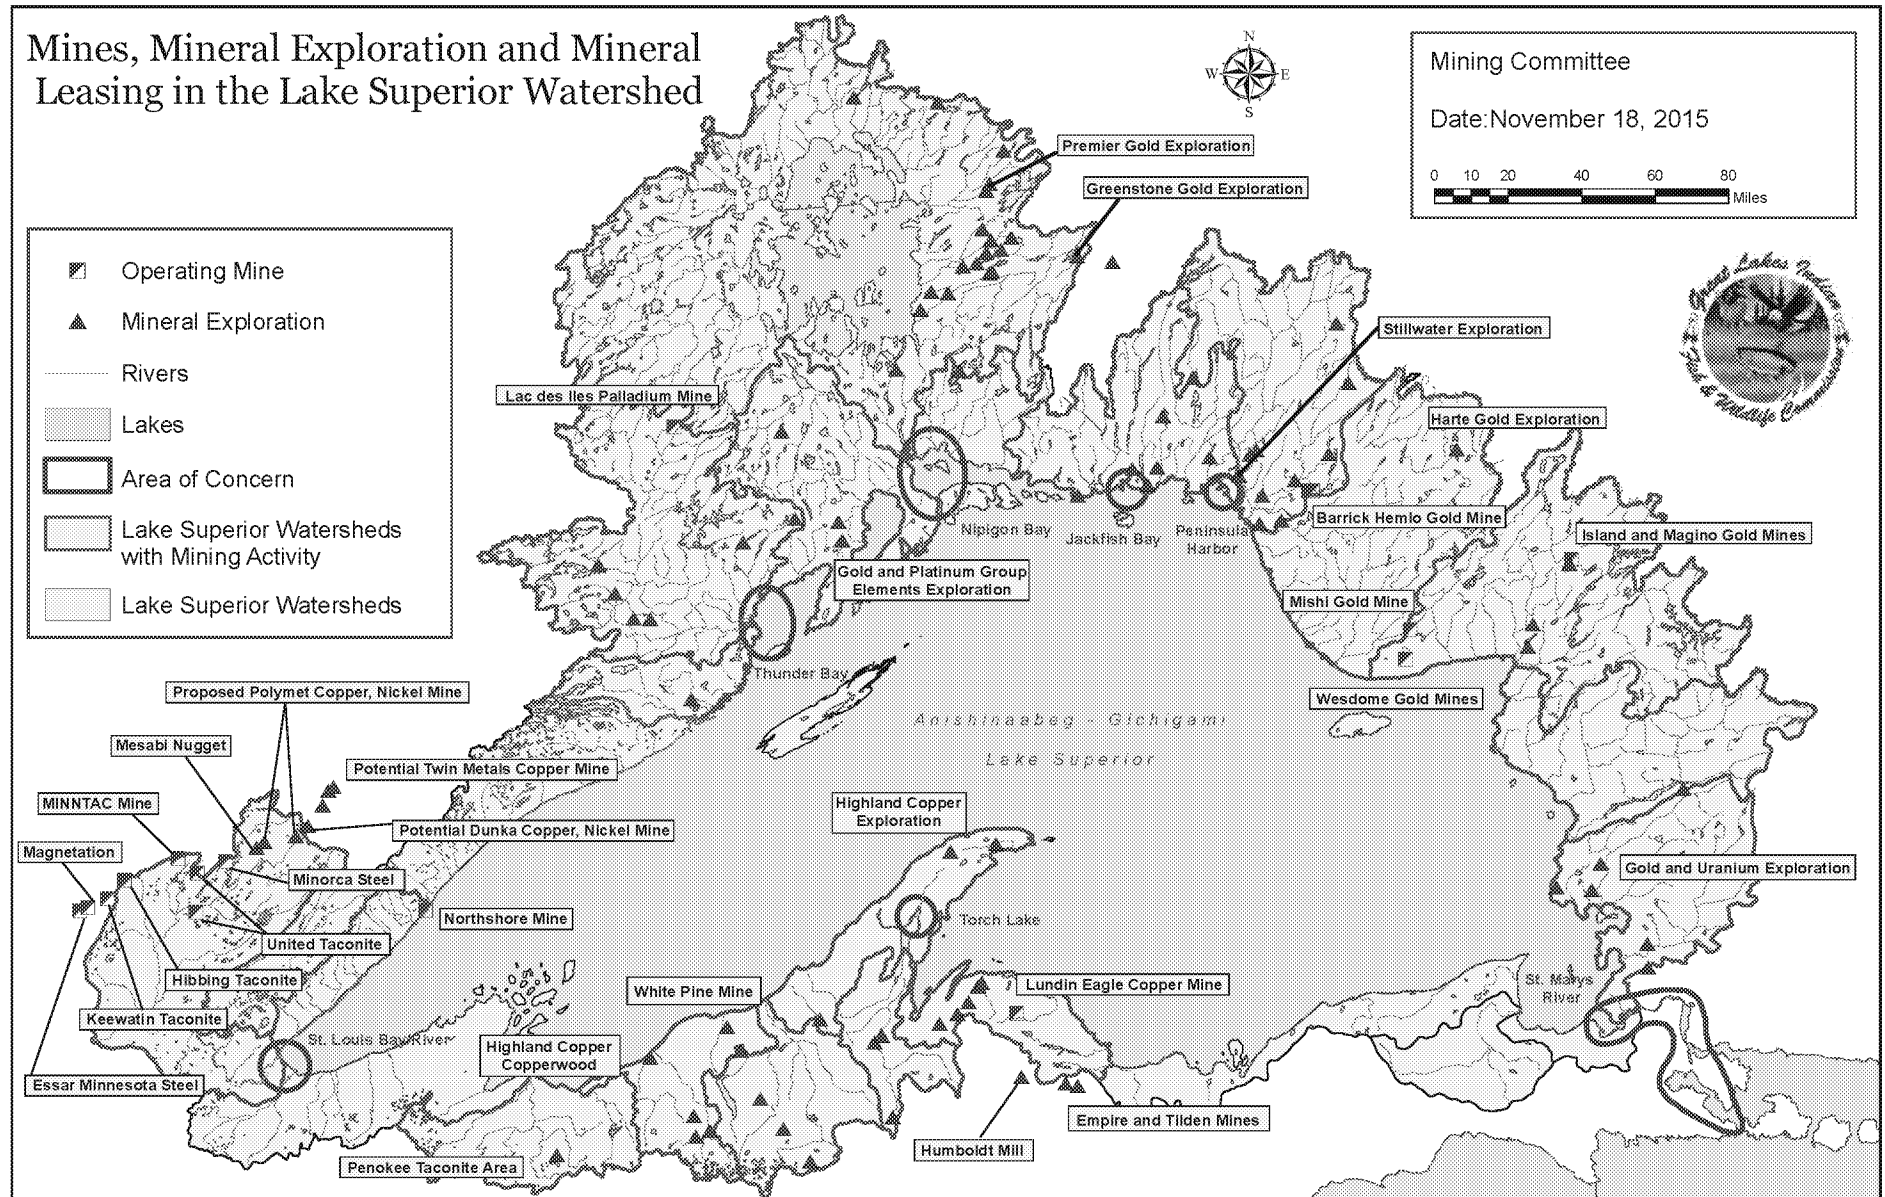 Mines, Mineral Exploration and Mineral
Leasing in the Lake Superior Watershed
N
W
E
S
Mining Committee
Date:November 18, 2015
0 10 20 40 60 80
Miles
Great Lakes Indian
Fish & Wildlife Commission
Operating Mine
Mineral Exploration
Rivers
Lakes
Area of Concern
Lake Superior Watersheds
with Mining Activity
Lake Superior Watersheds
Premier Gold Exploration
Greenstone Gold Exploration
Stillwater Exploration
Lac des Iles Palladium Mine
Harte Gold Exploration
Barrick Hemlo Gold Mine
Island and Magino Gold Mines
Nipigon Bay
Jackfish Bay
Peninsula
Harbor
Gold and Platinum Group
Elements Exploration
Mishi Gold Mine
Thunder Bay
Wesdome Gold Mines
Anishinaabeg - Gichigami
Lake Superior
Proposed Polymet Copper, Nickel Mine
Mesabi Nugget
Potential Twin Metals Copper Mine
MINNTAC Mine
Highland Copper
Exploration
Potential Dunka Copper, Nickel Mine
Magnetation
Minorca Steel
Gold and Uranium Exploration
Northshore Mine
Torch Lake
United Taconite
Hibbing Taconite
White Pine Mine
Lundin Eagle Copper Mine
St. Marys
River
Keewatin Taconite
St. Louis Bay/River
Highland Copper
Copperwood
Essar Minnesota Steel
Empire and Tilden Mines
Humboldt Mill
Penokee Taconite Area